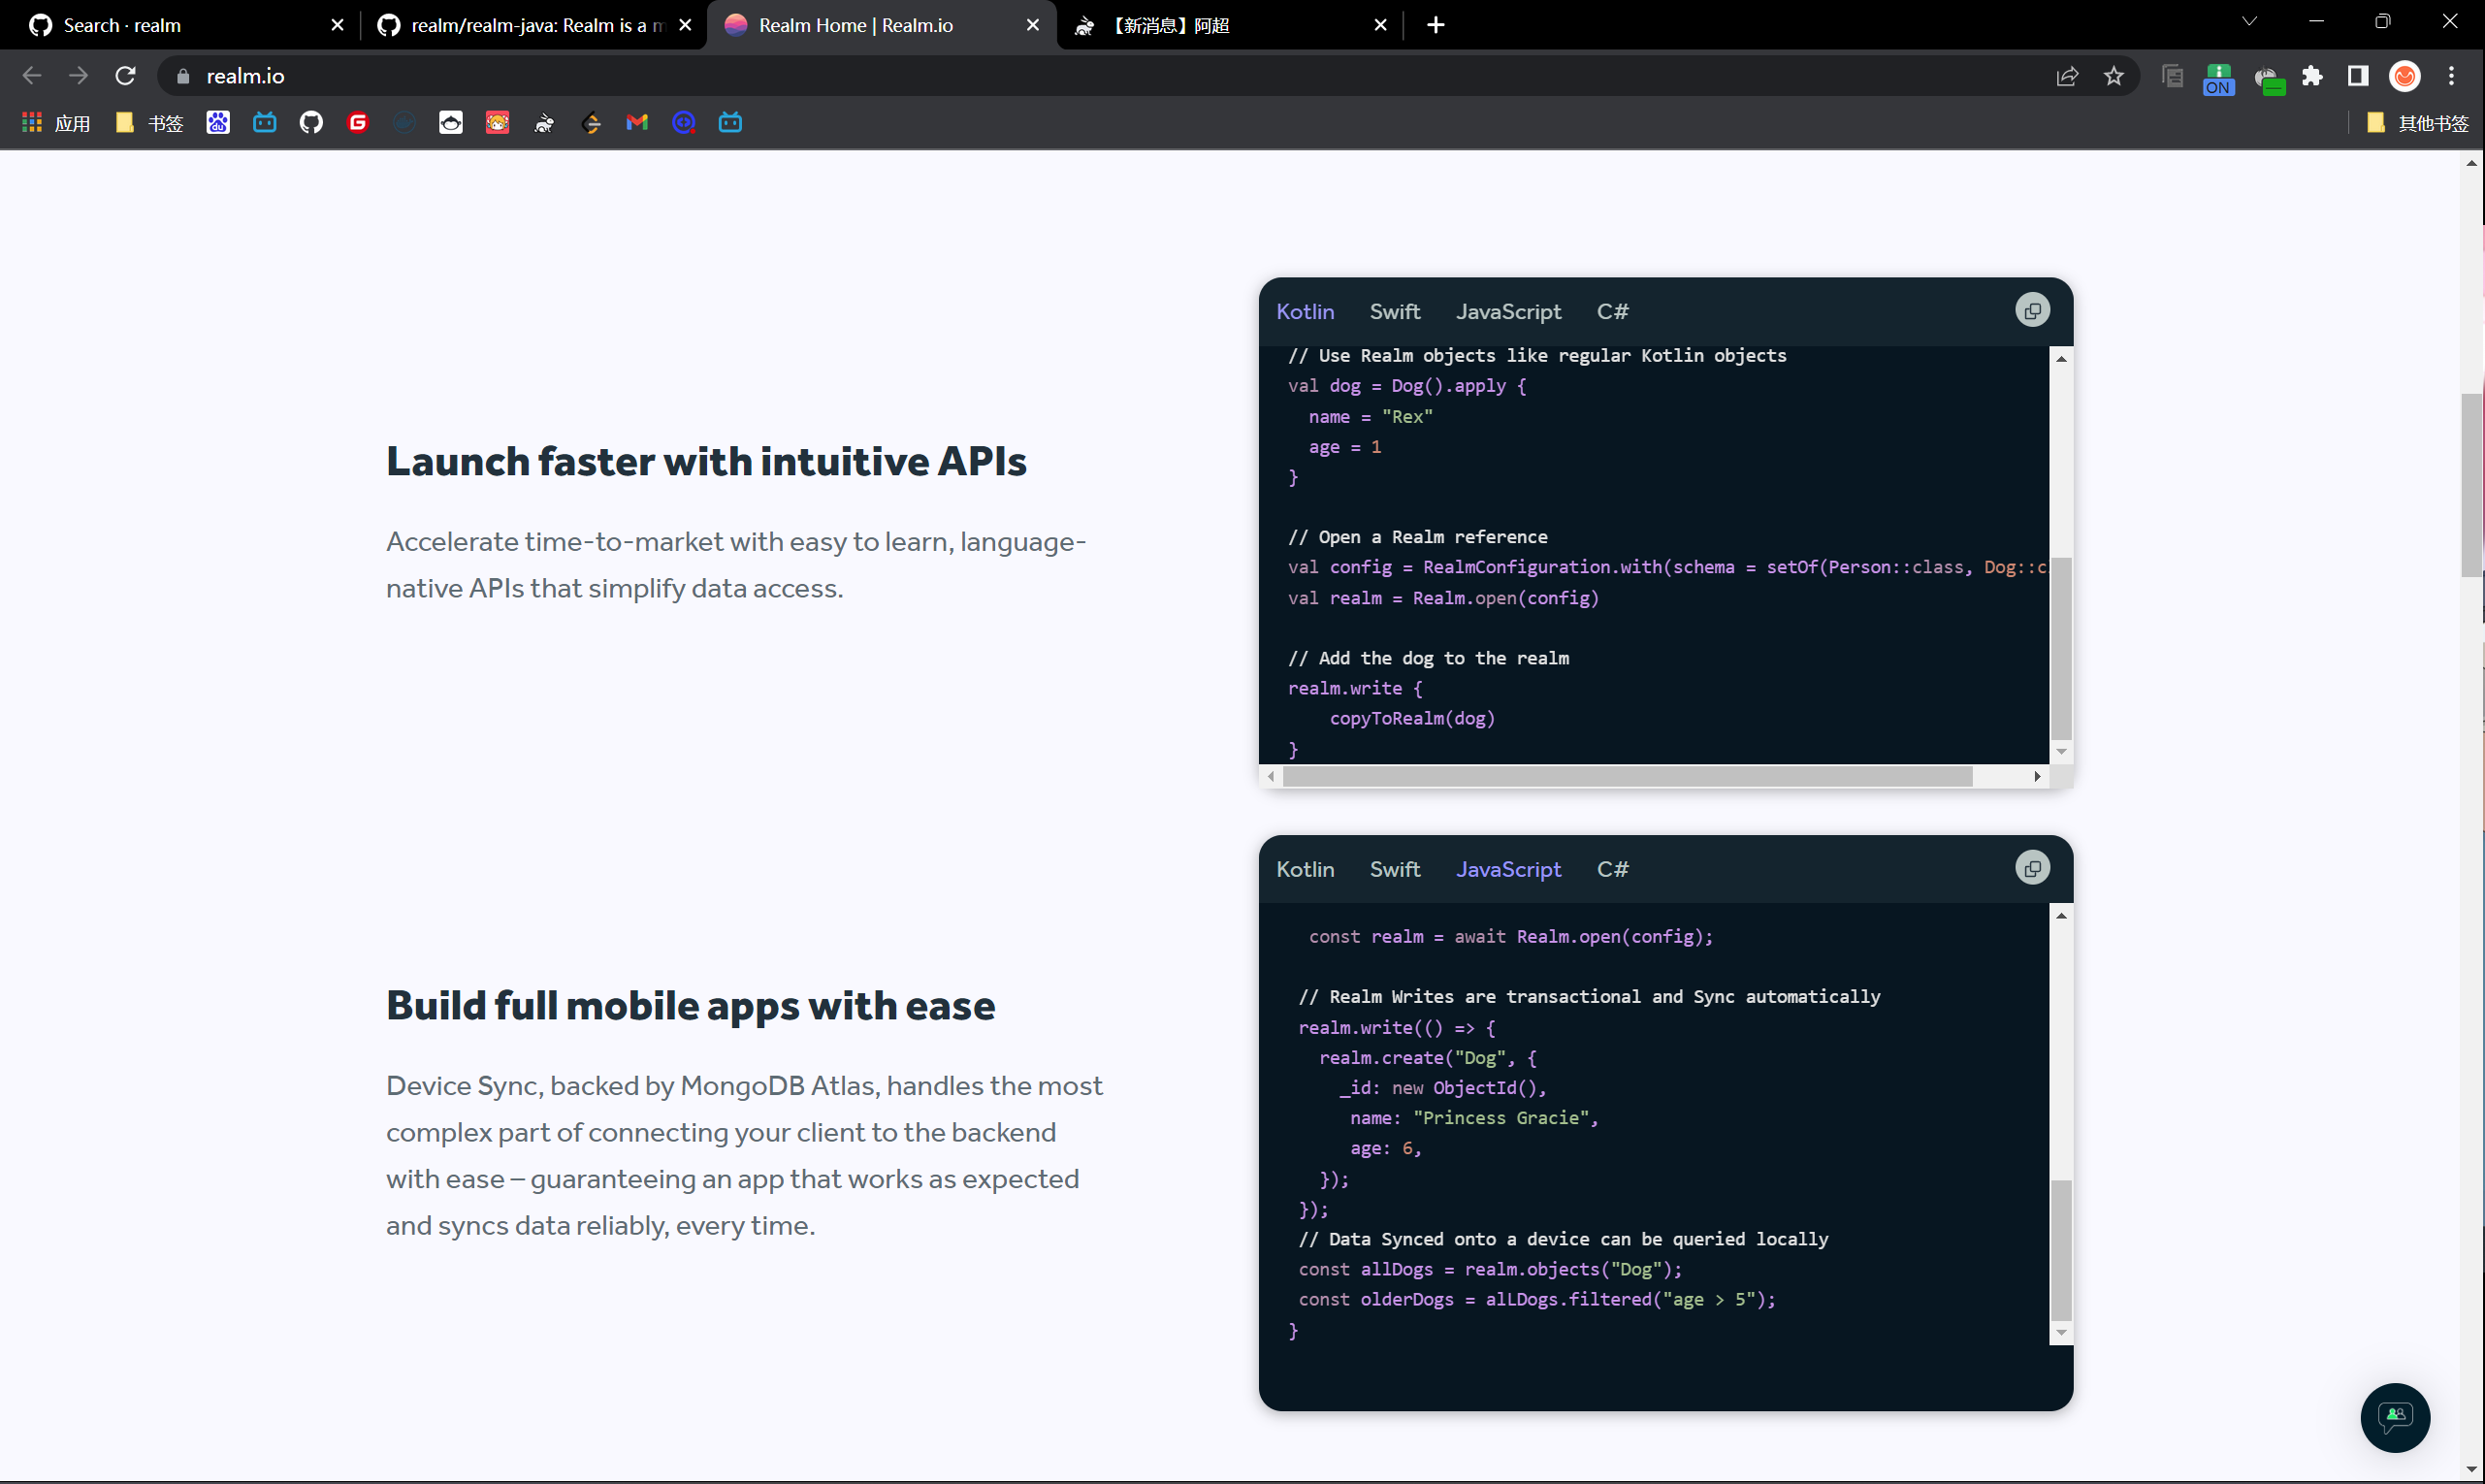 Search · realm
realm/realm-java: Realm is a m
Realm Home | Realm.io
【新消息】阿超
realm.io
ON
应用
书签
du
G
其他书签
Launch faster with intuitive APIs
Accelerate time-to-market with easy to learn, language-
native APIs that simplify data access.
Kotlin Swift JavaScript C#
// Use Realm objects like regular Kotlin objects
val dog = Dog().apply {
name = "Rex"
age = 1
}
// Open a Realm reference
val config = RealmConfiguration.with(schema = setOf(Person::class, Dog::c
val realm = Realm.open(config)
// Add the dog to the realm
realm.write {
copyToRealm(dog)
}
Build full mobile apps with ease
Device Sync, backed by MongoDB Atlas, handles the most
complex part of connecting your client to the backend
with ease – guaranteeing an app that works as expected
and syncs data reliably, every time.
Kotlin Swift JavaScript C#
const realm = await Realm.open(config);
// Realm Writes are transactional and Sync automatically
realm.write(() => {
realm.create("Dog", {
_id: new ObjectId(),
name: "Princess Gracie",
age: 6,
});
});
// Data Synced onto a device can be queried locally
const allDogs = realm.objects("Dog");
const olderDogs = alLDogs.filtered("age > 5");
}